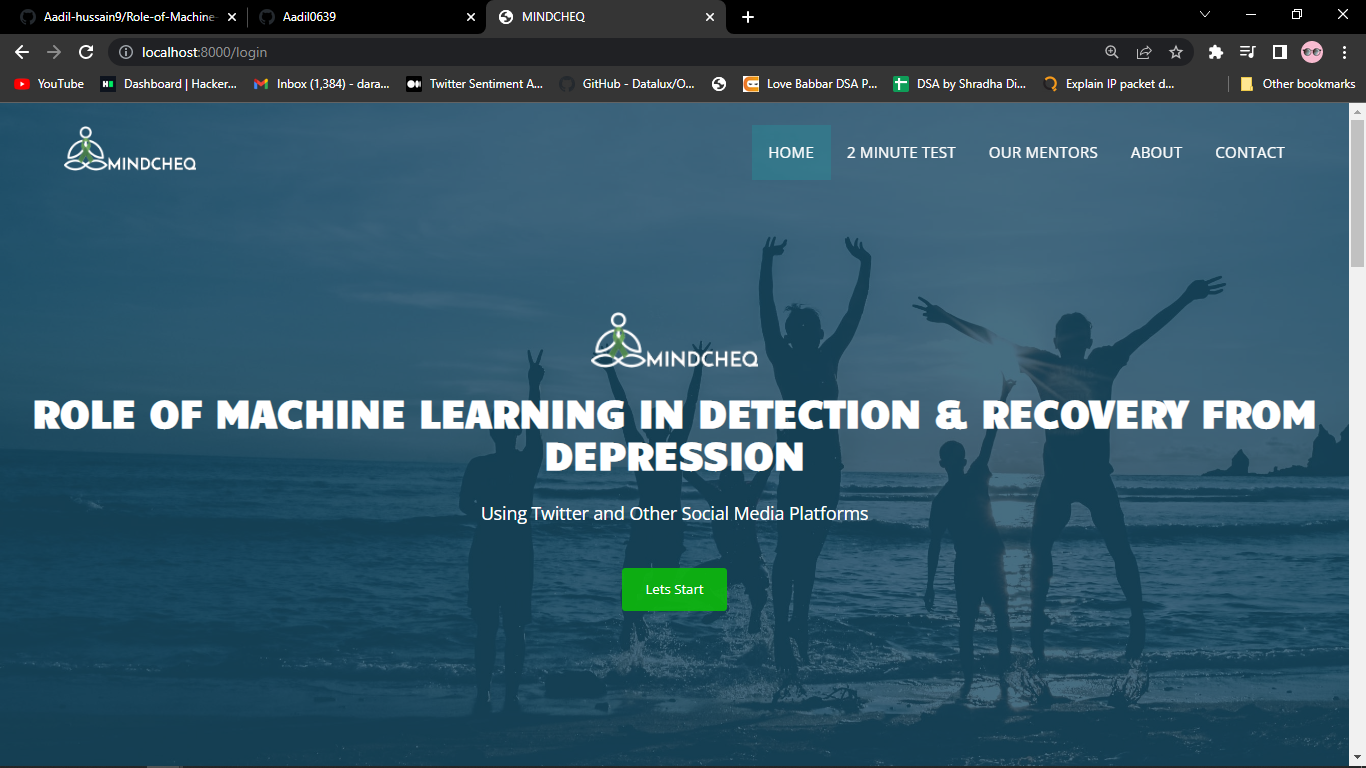 Aadil-hussain9/Role-of-Machine-
Aadil0639
MINDCHEQ
localhost:8000/login
YouTube
Dashboard | Hacker...
Inbox (1,384) - dara...
Twitter Sentiment A...
GitHub - Datalux/O...
Love Babbar DSA P...
DSA by Shradha Di...
Explain IP packet d...
Other bookmarks
MINDCHEQ
HOME
2 MINUTE TEST
OUR MENTORS
ABOUT
CONTACT
MINDCHEQ
ROLE OF MACHINE LEARNING IN DETECTION & RECOVERY FROM
DEPRESSION
Using Twitter and Other Social Media Platforms
Lets Start